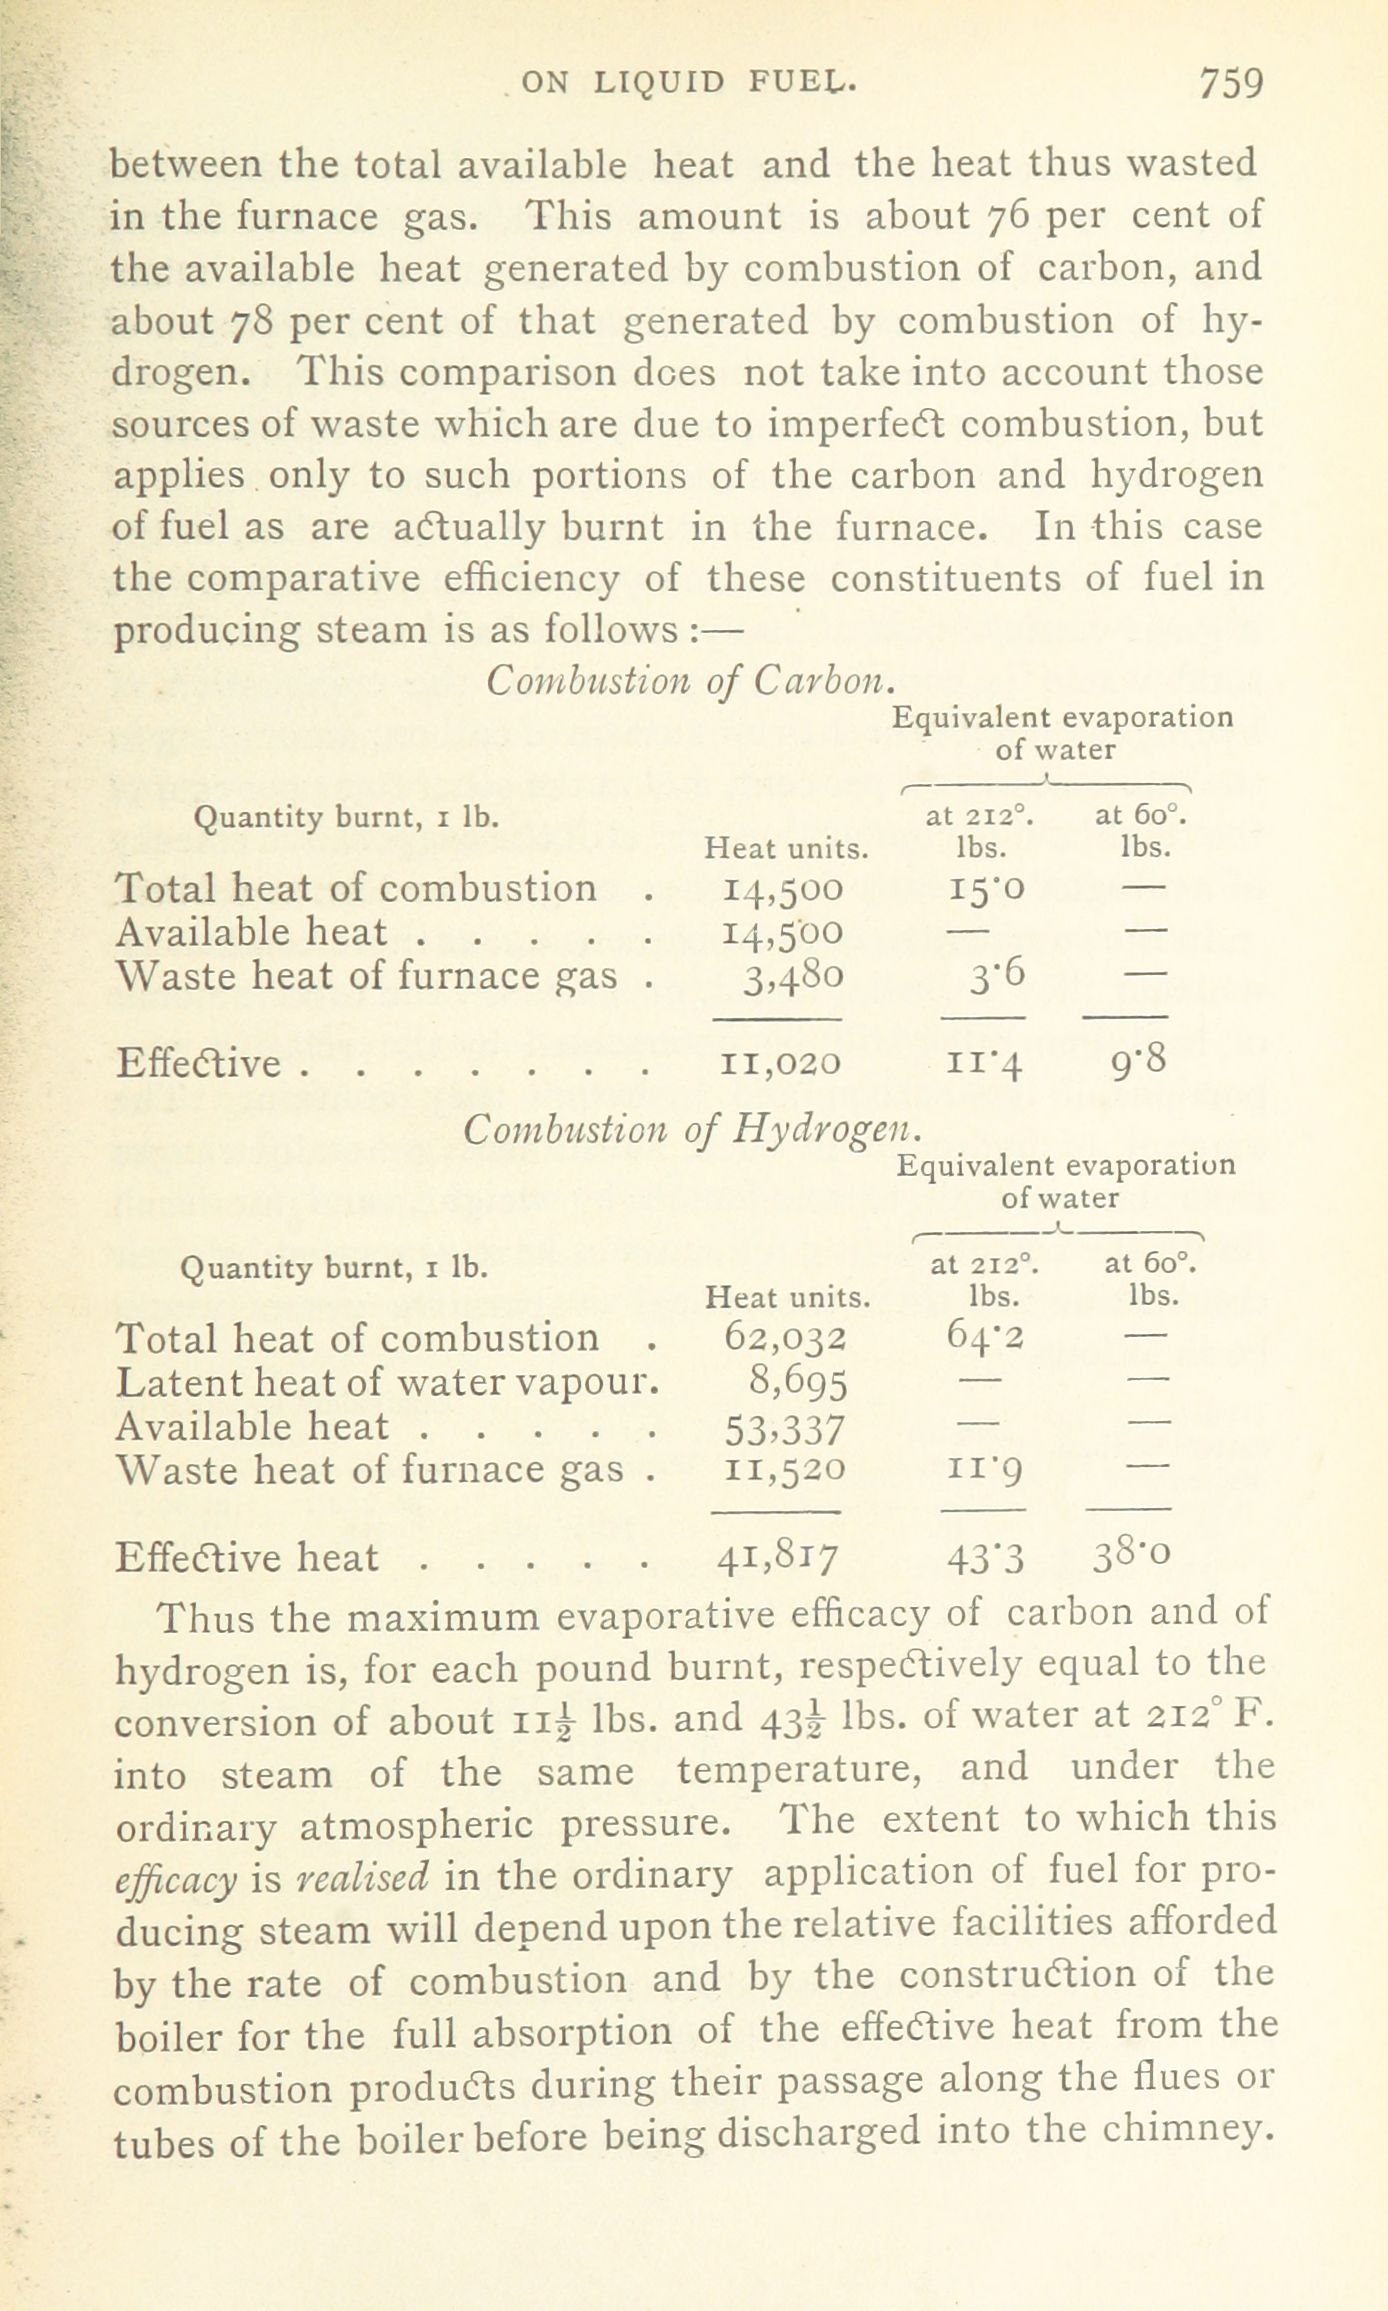 ON LIQUID FUEL. 759
between the total available heat and the heat thus wasted
in the furnace gas. This amount is about 76 per cent of
the available heat generated by combustion of carbon, and
about 78 per cent of that generated by combustion of hy-
drogen. This comparison does not take into account those
sources of waste which are due to imperfect combustion, but
applies only to such portions of the carbon and hydrogen
of fuel as are actually burnt in the furnace. In this case
the comparative efficiency of these constituents of fuel in
producing steam is as follows :—
Combustion of Carbon.
Equivalent evaporation
of water
Quantity burnt, 1 lb. at 212°. at 60°.
Heat units. lbs. lbs.
Total heat of combustion . 14,500 15·0 —
Available heat . . . . . 14,500 — —
Waste heat of furnace gas . 3,480 3·6 —
Effective . . . . . . . 11,020 11·4 9·8
Combustion of Hydrogen.
Equivalent evaporation
of water
Quantity burnt, 1 lb. at 212°. at 60°.
Heat units. lbs. lbs.
Total heat of combustion . 62,032 64·2 —
Latent heat of water vapour. 8,695 — —
Available heat . . . . . 53,337 — —
Waste heat of furnace gas . 11,520 11·9 —
Effective heat . . . . . 41,817 43·3 38·0
Thus the maximum evaporative efficacy of carbon and of
hydrogen is, for each pound burnt, respectively equal to the
conversion of about 11½ lbs. and 43½ lbs. of water at 212° F.
into steam of the same temperature, and under the
ordinary atmospheric pressure. The extent to which this
efficacy is realised in the ordinary application of fuel for pro-
ducing steam will depend upon the relative facilities afforded
by the rate of combustion and by the construction of the
boiler for the full absorption of the effective heat from the
combustion products during their passage along the flues or
tubes of the boiler before being discharged into the chimney.